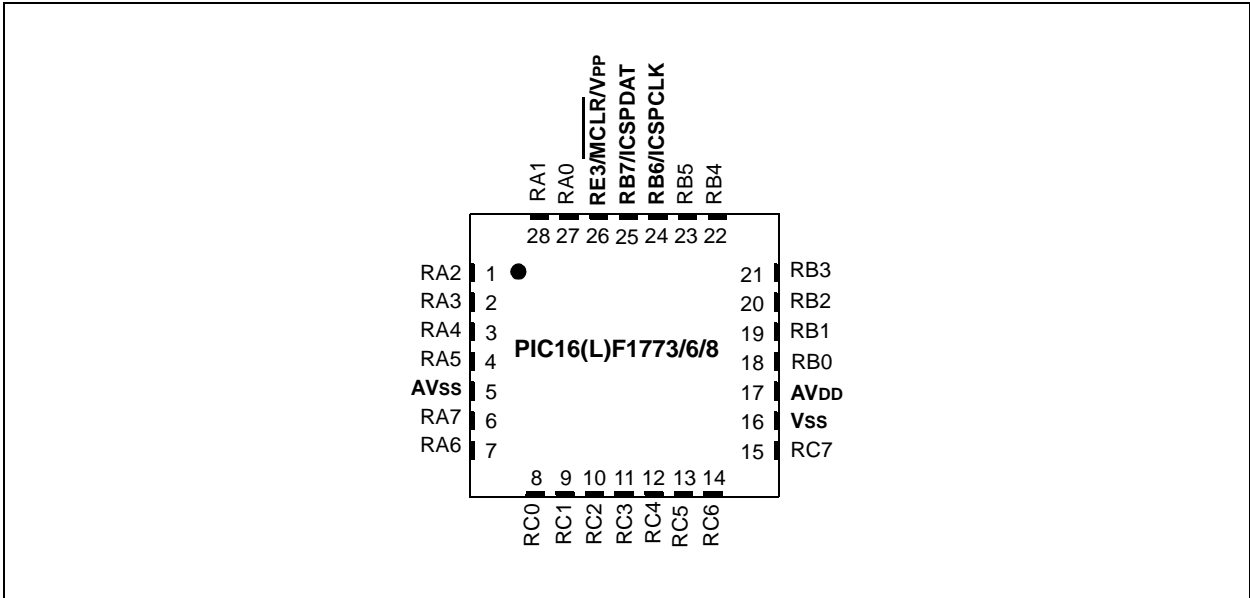 RA1
RA0
RE3/MCLR/VPP
RB7/ICSPDAT
RB6/ICSPCLK
RB5
RB4
28 27 26 25 24 23 22
RA2 1
RA3 2
RA4 3
RA5 4
AVSS 5
RA7 6
RA6 7
PIC16(L)F1773/6/8
21 RB3
20 RB2
19 RB1
18 RB0
17 AVDD
16 VSS
15 RC7
8 9 10 11 12 13 14
RC0
RC1
RC2
RC3
RC4
RC5
RC6